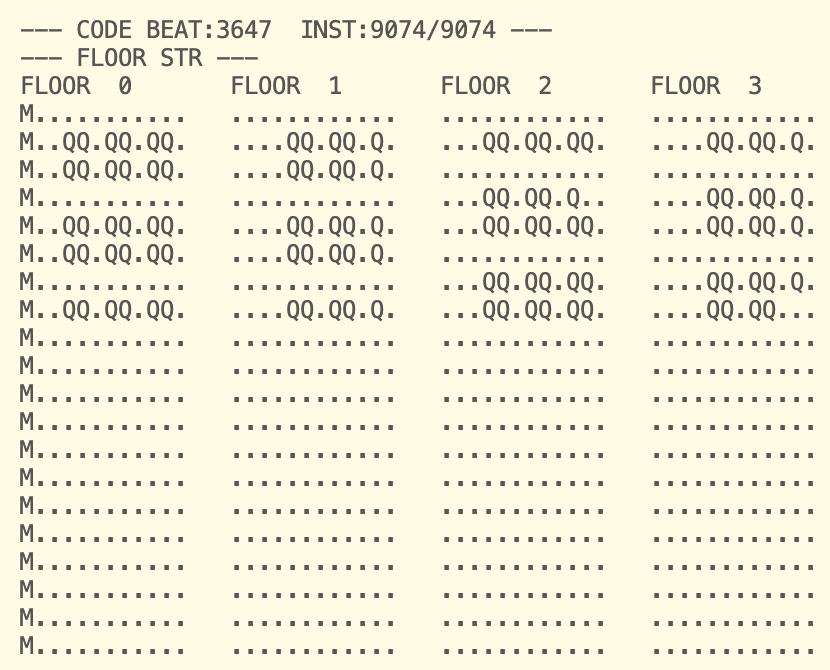 --- CODE BEAT:3647  INST:9074/9074 ---
--- FLOOR STR ---
FLOOR  0       FLOOR  1       FLOOR  2       FLOOR  3
M...........   ............   ............   ............
M..QQ.QQ.QQ.   ....QQ.QQ.Q.   ...QQ.QQ.QQ.   ....QQ.QQ.Q.
M..QQ.QQ.QQ.   ....QQ.QQ.Q.   ............   ............
M...........   ............   ...QQ.QQ.Q..   ....QQ.QQ.Q.
M..QQ.QQ.QQ.   ....QQ.QQ.Q.   ...QQ.QQ.QQ.   ....QQ.QQ.Q.
M..QQ.QQ.QQ.   ....QQ.QQ.Q.   ............   ............
M...........   ............   ...QQ.QQ.QQ.   ....QQ.QQ.Q.
M..QQ.QQ.QQ.   ....QQ.QQ.Q.   ...QQ.QQ.QQ.   ....QQ.QQ...
M...........   ............   ............   ............
M...........   ............   ............   ............
M...........   ............   ............   ............
M...........   ............   ............   ............
M...........   ............   ............   ............
M...........   ............   ............   ............
M...........   ............   ............   ............
M...........   ............   ............   ............
M...........   ............   ............   ............
M...........   ............   ............   ............
M...........   ............   ............   ............
M...........   ............   ............   ............